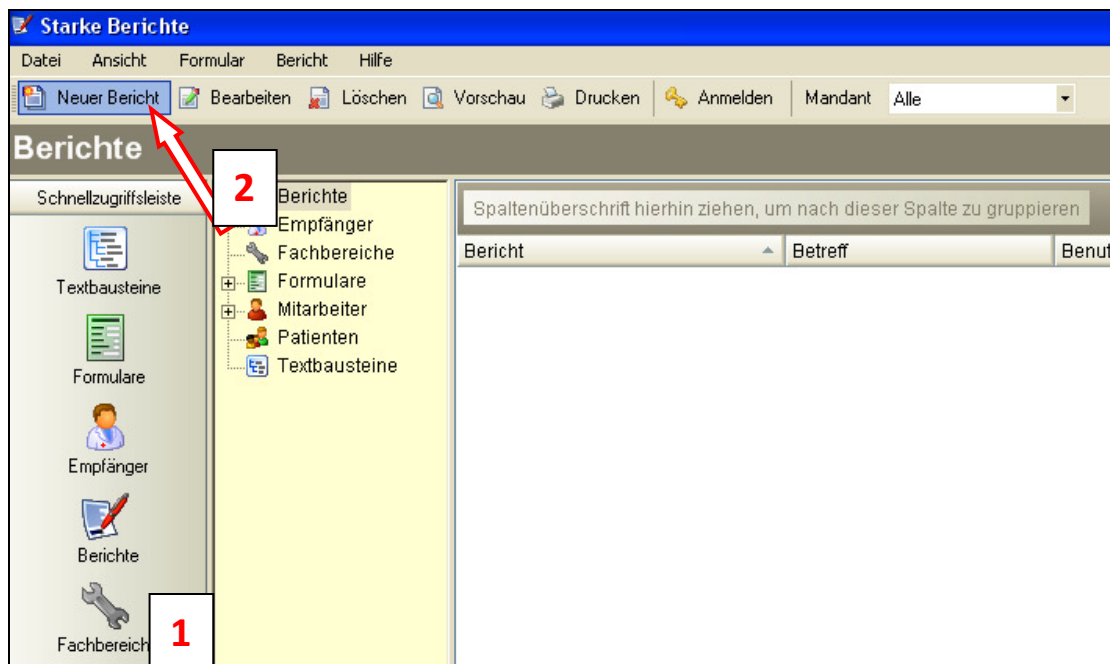 Starke Berichte
Datei Ansicht Formular Bericht Hilfe
Neuer Bericht Bearbeiten Löschen Vorschau Drucken Anmelden Mandant Alle
Berichte
Schnellzugriffsleiste
Textbausteine
Formulare
Empfänger
Berichte
Fachbereich
1
2
Berichte
Empfänger
Fachbereiche
Formulare
Mitarbeiter
Patienten
Textbausteine
Spaltenüberschrift hierhin ziehen, um nach dieser Spalte zu gruppieren
Bericht Betreff Benut